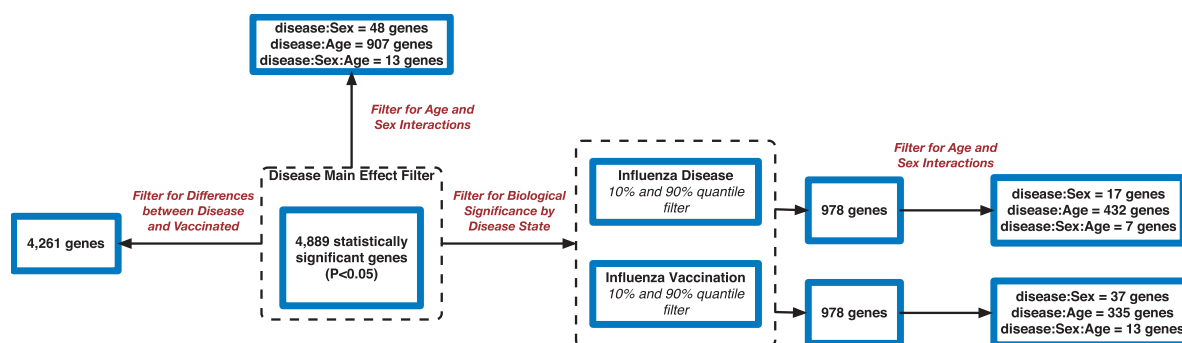 disease:Sex = 48 genes
disease:Age = 907 genes
disease:Sex:Age = 13 genes
Filter for Age and
Sex Interactions
Disease Main Effect Filter
4,889 statistically
significant genes
(P<0.05)
Filter for Differences
between Disease
and Vaccinated
4,261 genes
Filter for Biological
Significance by
Disease State
Influenza Disease
10% and 90% quantile
filter
Influenza Vaccination
10% and 90% quantile
filter
978 genes
978 genes
Filter for Age and
Sex Interactions
disease:Sex = 17 genes
disease:Age = 432 genes
disease:Sex:Age = 7 genes
disease:Sex = 37 genes
disease:Age = 335 genes
disease:Sex:Age = 13 genes